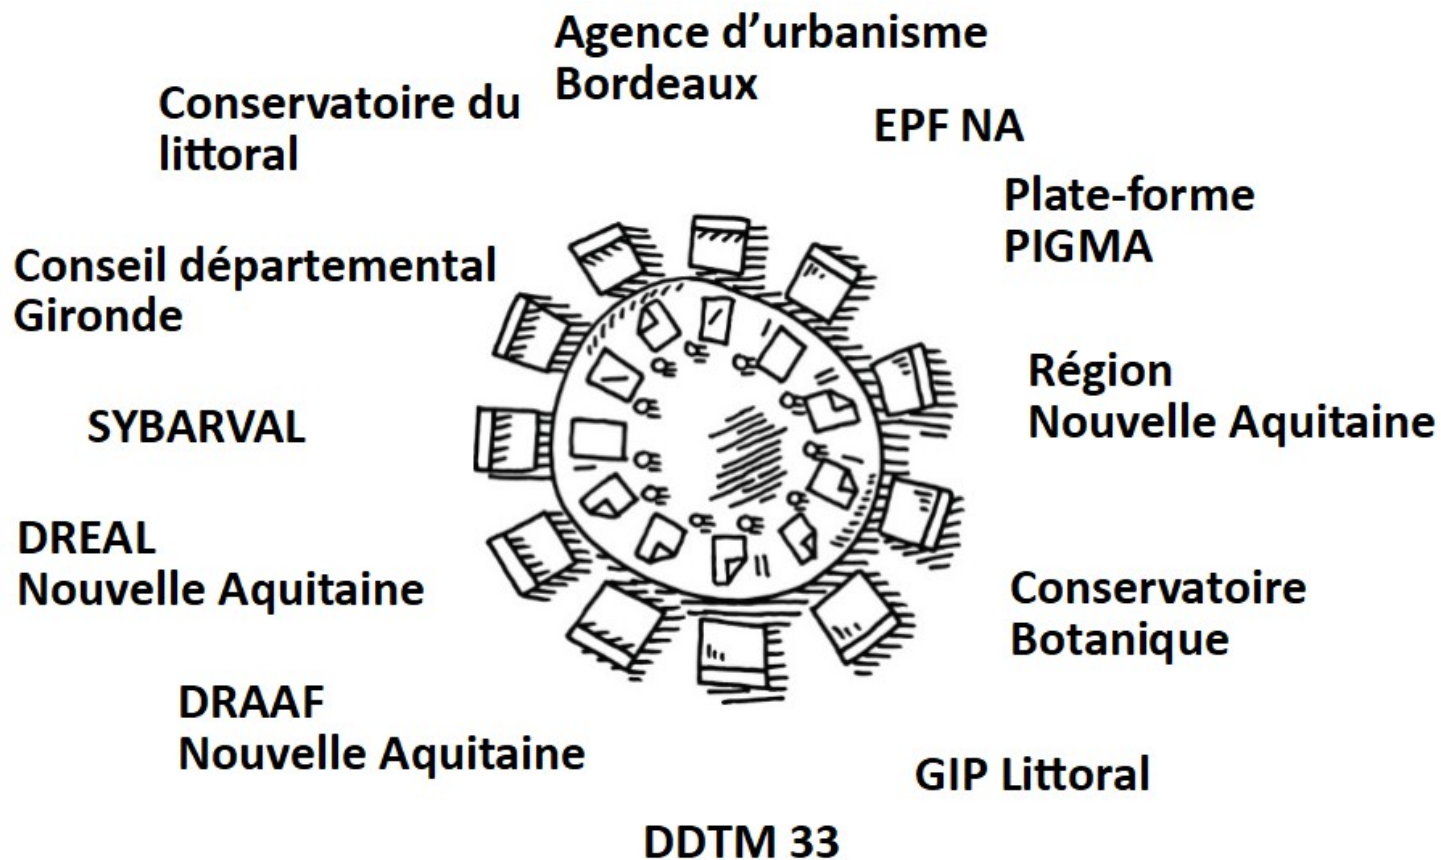 Agence d’urbanisme
Bordeaux
Conservatoire du
littoral
EPF NA
Plate-forme
PIGMA
Conseil départemental
Gironde
Région
Nouvelle Aquitaine
SYBARVAL
DREAL
Nouvelle Aquitaine
Conservatoire
Botanique
DRAAF
Nouvelle Aquitaine
GIP Littoral
DDTM 33